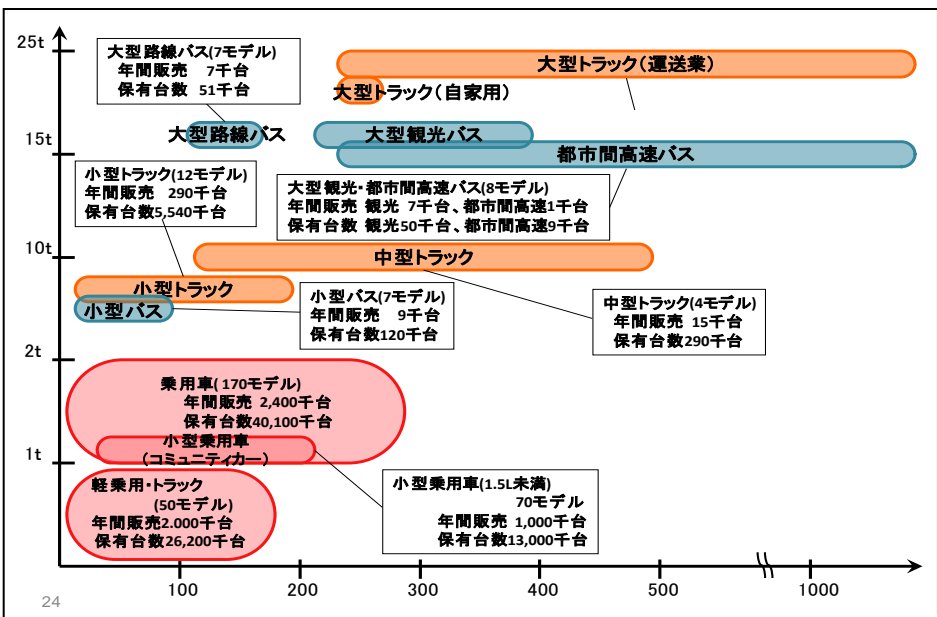 25t
大型路線バス(7モデル)
年間販売 7千台
保有台数 51千台
大型トラック(運送業)
大型トラック(自家用)
大型路線バス
大型観光バス
15t
都市間高速バス
小型トラック(12モデル)
年間販売 290千台
保有台数5,540千台
大型観光・都市間高速バス(8モデル)
年間販売 観光 7千台、都市間高速1千台
保有台数 観光50千台、都市間高速9千台
10t
中型トラック
小型トラック
小型バス
小型バス(7モデル)
年間販売 9千台
保有台数120千台
中型トラック(4モデル)
年間販売 15千台
保有台数290千台
2t
乗用車(170モデル)
年間販売 2,400千台
保有台数40,100千台
小型乗用車
(コミュニティカー)
1t
軽乗用・トラック
(50モデル)
年間販売2.000千台
保有台数26,200千台
小型乗用車(1.5L未満)
70モデル
年間販売 1,000千台
保有台数13,000千台
100
200
300
400
500
1000
24